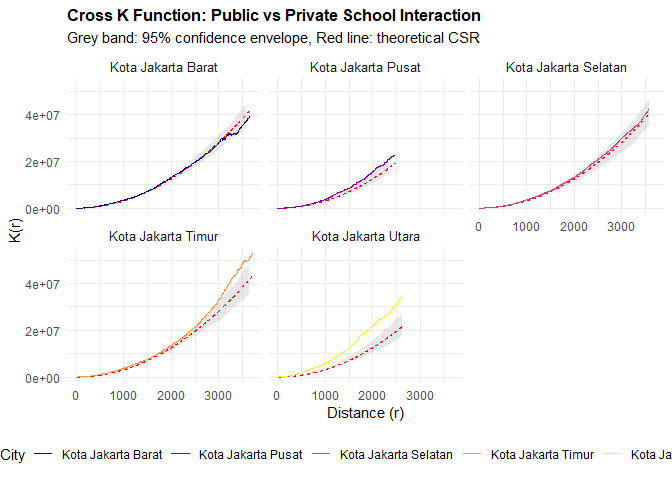 Cross K Function: Public vs Private School Interaction
Grey band: 95% confidence envelope, Red line: theoretical CSR
Kota Jakarta Barat
Kota Jakarta Pusat
Kota Jakarta Selatan
4e+07
2e+07
0e+00
0 1000 2000 3000
Kota Jakarta Timur
Kota Jakarta Utara
4e+07
2e+07
0e+00
0 1000 2000 3000
0 1000 2000 3000
K(r)
Distance (r)
City Kota Jakarta Barat Kota Jakarta Pusat Kota Jakarta Selatan Kota Jakarta Timur Kota Ja